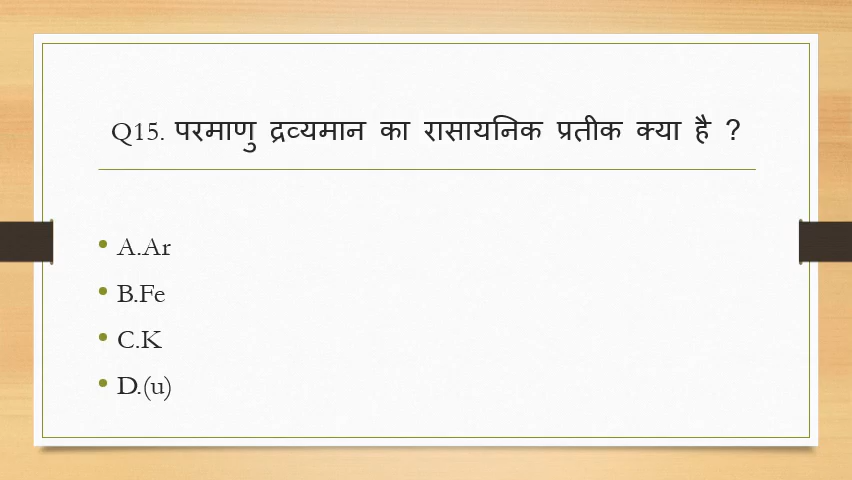 Q15. परमाणु द्रव्यमान का रासायनिक प्रतीक क्या है ?
• A.Ar
• B.Fe
• C.K
• D.(u)